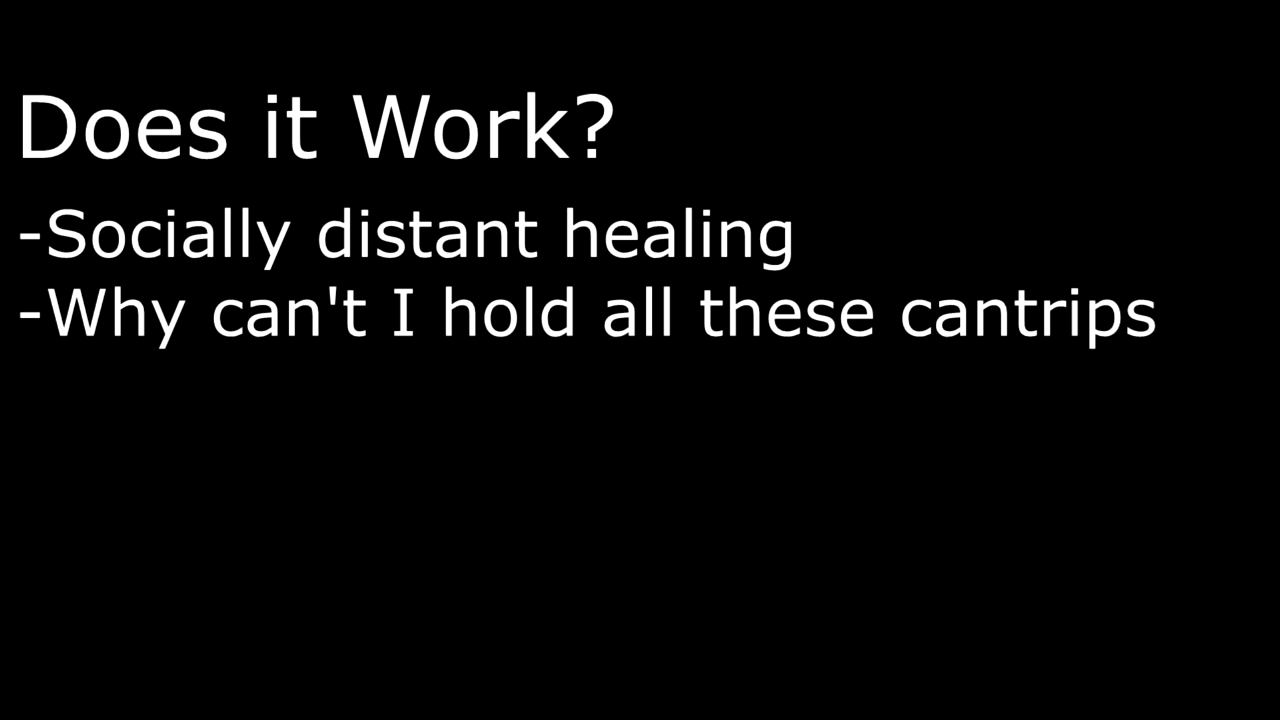 Does it Work?
-Socially distant healing
-Why can't I hold all these cantrips